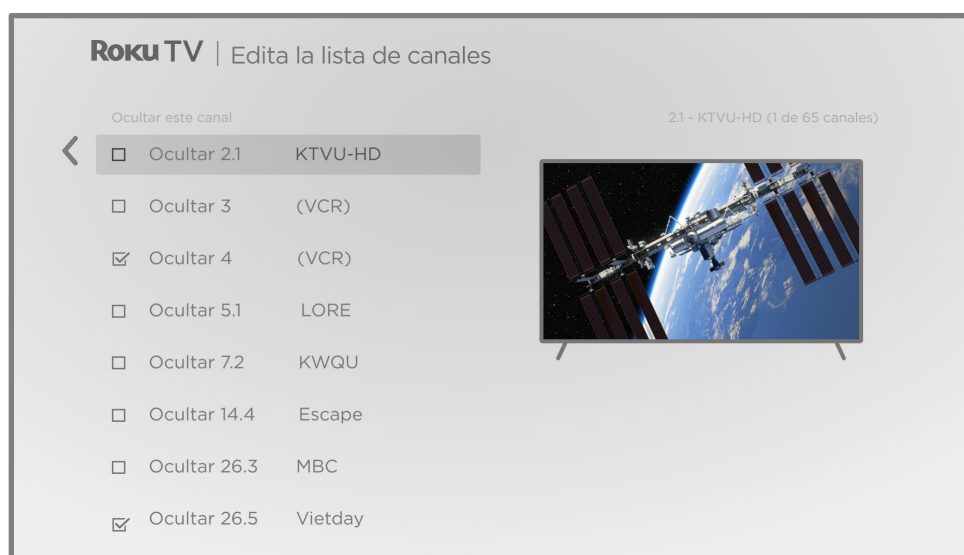 Roku TV | Edita la lista de canales
Ocultar este canal
2.1 - KTVU-HD (1 de 65 canales)
Ocultar 2.1 KTVU-HD
Ocultar 3 (VCR)
Ocultar 4 (VCR)
Ocultar 5.1 LORE
Ocultar 7.2 KWQU
Ocultar 14.4 Escape
Ocultar 26.3 MBC
Ocultar 26.5 Vietday